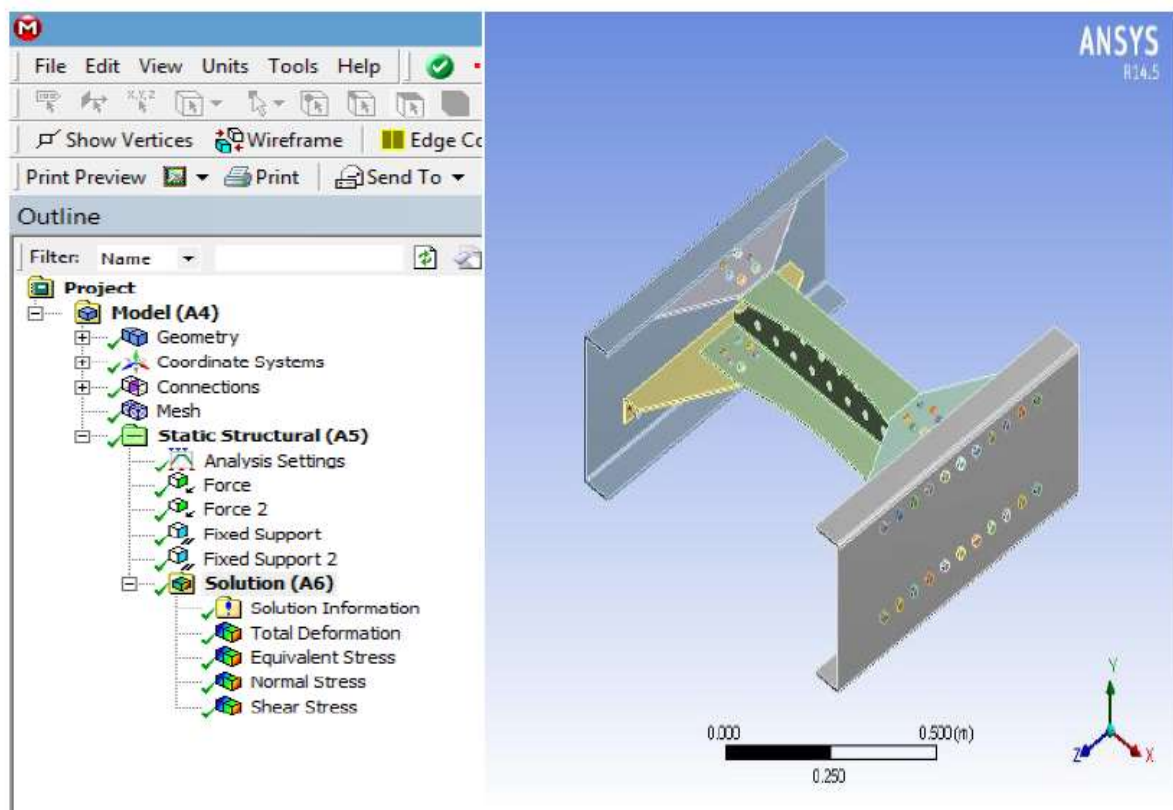 File Edit View Units Tools Help
X,Y,Z
Show Vertices Wireframe Edge Co
Print Preview Print Send To
Outline
Filter: Name
Project
Model (A4)
Geometry
Coordinate Systems
Connections
Mesh
Static Structural (A5)
Analysis Settings
Force
Force 2
Fixed Support
Fixed Support 2
Solution (A6)
Solution Information
Total Deformation
Equivalent Stress
Normal Stress
Shear Stress
ANSYS
R14.5
0.000 0.500(m)
0.250
Y
Z X